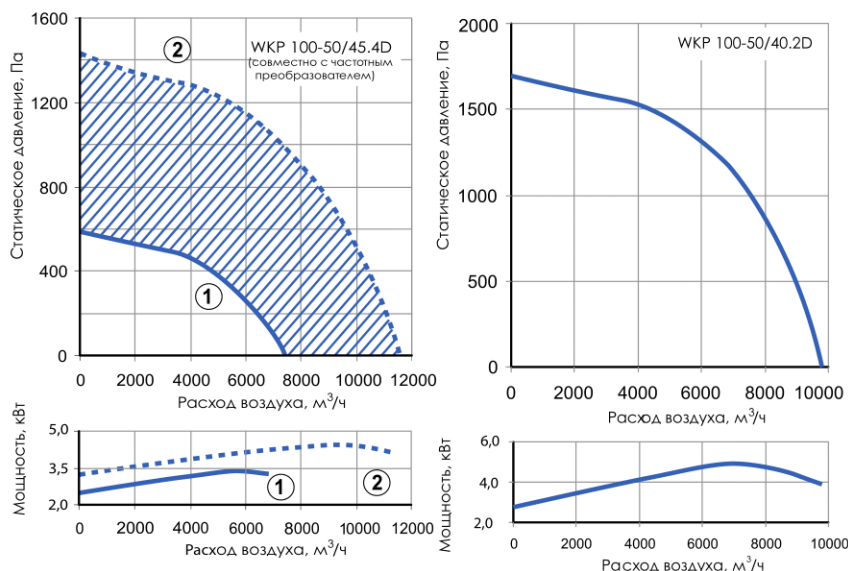 1600
1200
800
400
0
Статическое давление, Па
2
WKP 100-50/45.4D
(совместно с частотным
преобразователем)
1
0 2000 4000 6000 8000 10000 12000
Расход воздуха, м³/ч
5,0
3,5
2,0
Мощность, кВт
1
2
0 2000 4000 6000 8000 10000 12000
Расход воздуха, м³/ч
2000
1500
1000
500
0
Статическое давление, Па
WKP 100-50/40.2D
0 2000 4000 6000 8000 10000
Расход воздуха, м³/ч
6,0
4,0
2,0
Мощность, кВт
0 2000 4000 6000 8000 10000
Расход воздуха, м³/ч